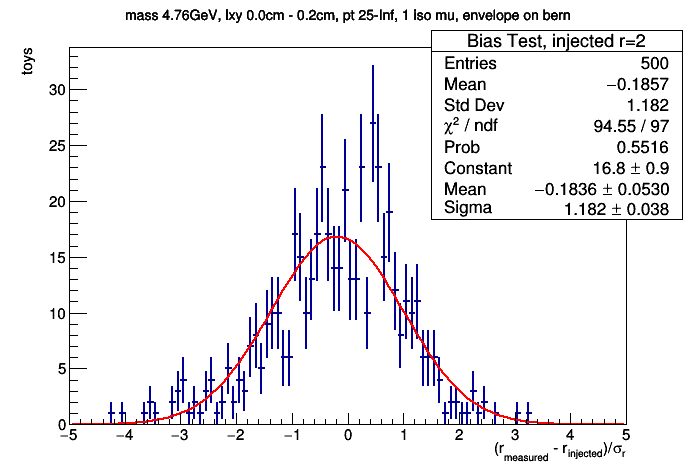 mass 4.76GeV, lxy 0.0cm - 0.2cm, pt 25-Inf, 1 Iso mu, envelope on bern
toys
Bias Test, injected r=2
Entries 500
Mean −0.1857
Std Dev 1.182
χ² / ndf 94.55 / 97
Prob 0.5516
Constant 16.8 ± 0.9
Mean −0.1836 ± 0.0530
Sigma 1.182 ± 0.038
30
25
20
15
10
5
0
−5 −4 −3 −2 −1 0 1 2 3 4 5
(r_measured - r_injected)/σ_r